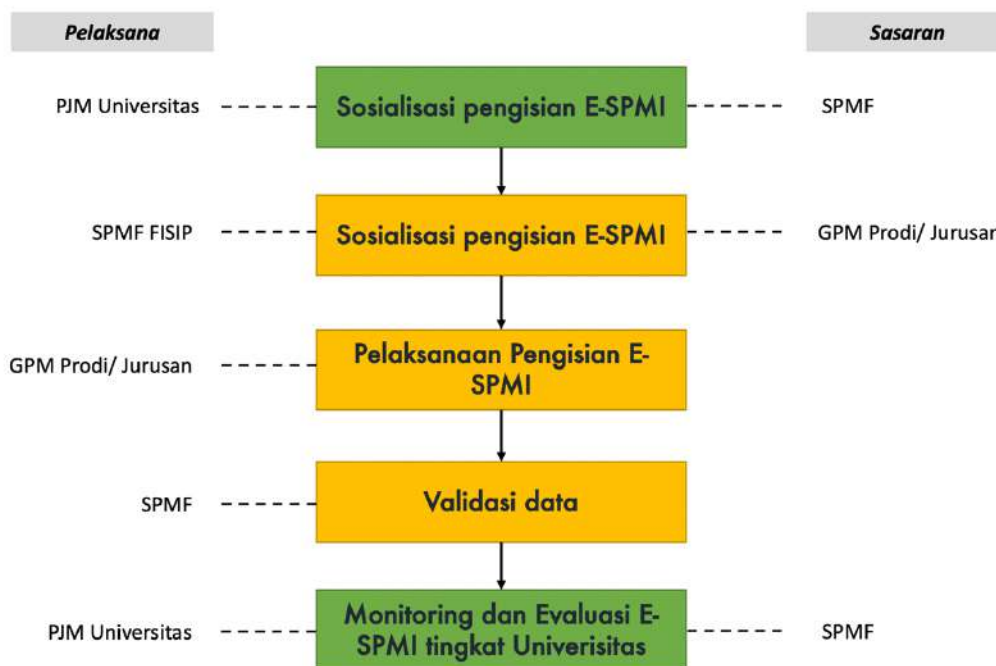 Pelaksana
Sasaran
PJM Universitas
Sosialisasi pengisian E-SPMI
SPMF
SPMF FISIP
Sosialisasi pengisian E-SPMI
GPM Prodi/ Jurusan
GPM Prodi/ Jurusan
Pelaksanaan Pengisian E-
SPMI
SPMF
Validasi data
PJM Universitas
Monitoring dan Evaluasi E-
SPMI tingkat Univerisitas
SPMF